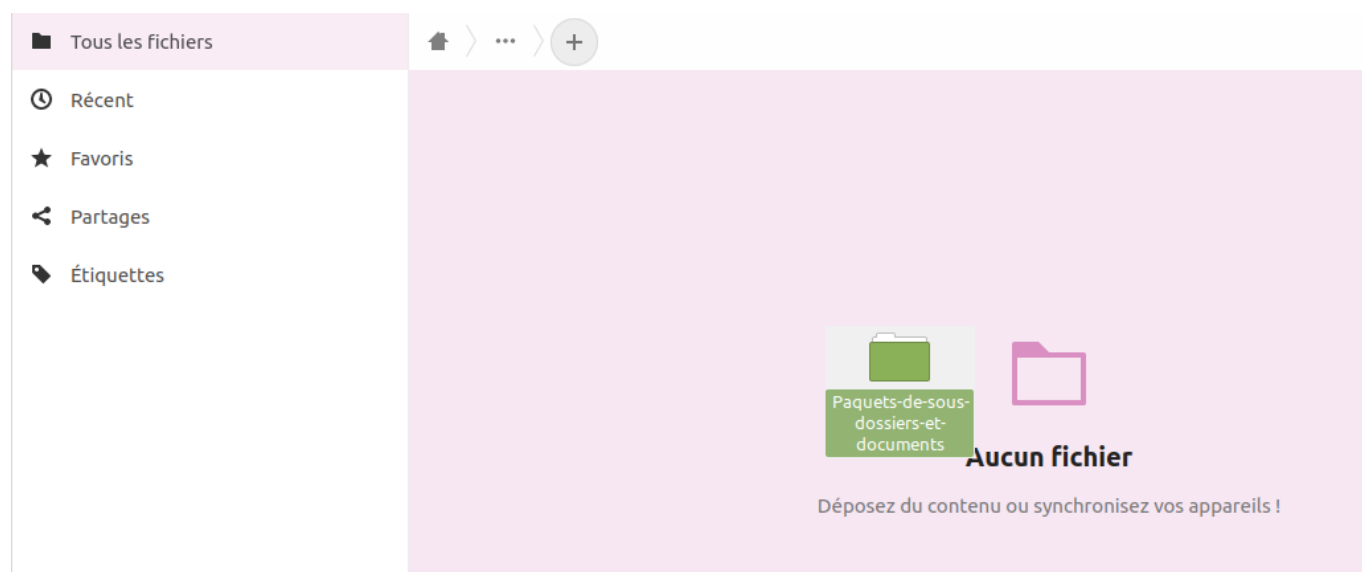 Tous les fichiers
Récent
Favoris
Partages
Étiquettes
Paquets-de-sous-
dossiers-et-
documents
Aucun fichier
Déposez du contenu ou synchronisez vos appareils !